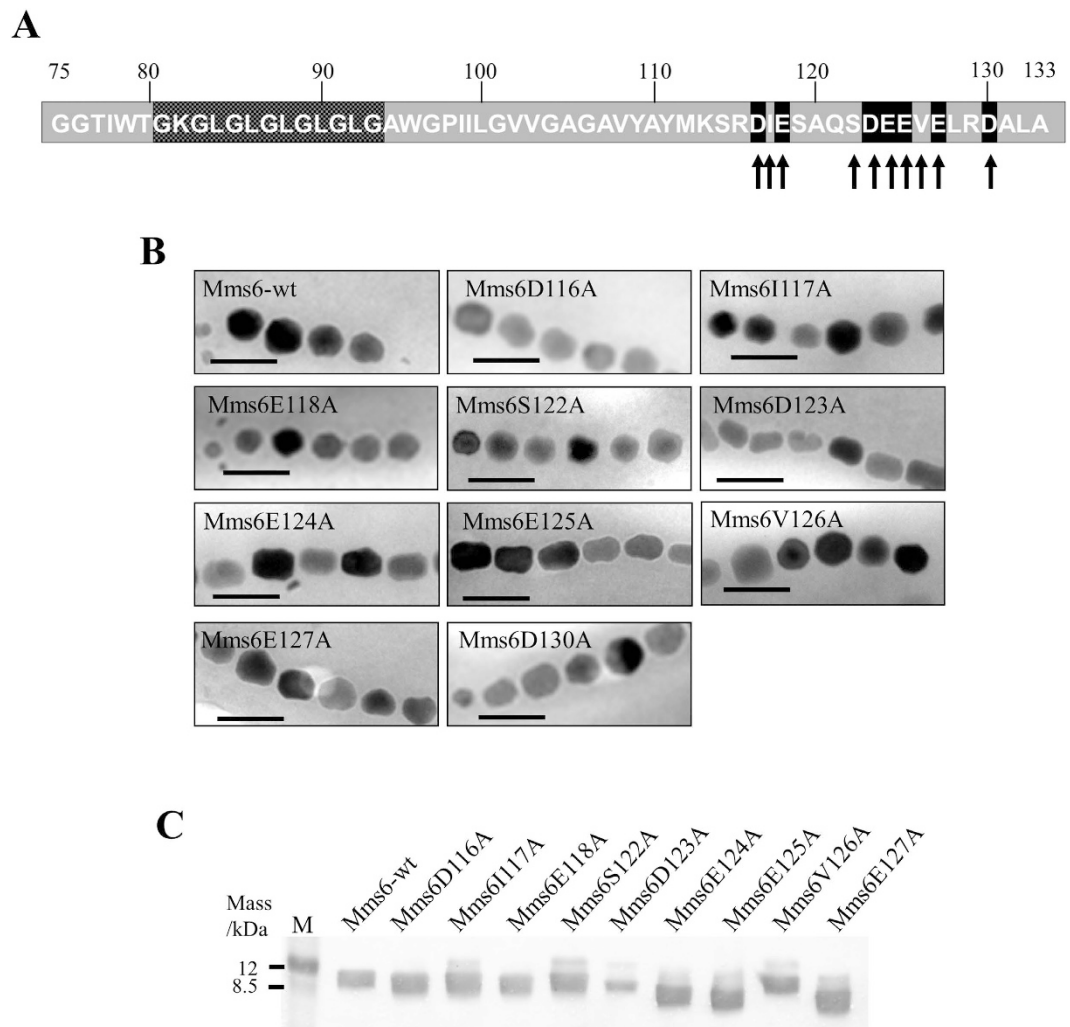 A
75 80 90 100 110 120 130 133
GGTIWTGKGLGLGLGLGLGAWGPIILGVVGAGAVYAYMKSRDIESAQSDEEVELRDALA
B
Mms6-wt Mms6D116A Mms6I117A
Mms6E118A Mms6S122A Mms6D123A
Mms6E124A Mms6E125A Mms6V126A
Mms6E127A Mms6D130A
C
Mass
/kDa M Mms6-wt Mms6D116A Mms6I117A Mms6E118A Mms6S122A Mms6D123A Mms6E124A Mms6E125A Mms6V126A Mms6E127A
12
8.5